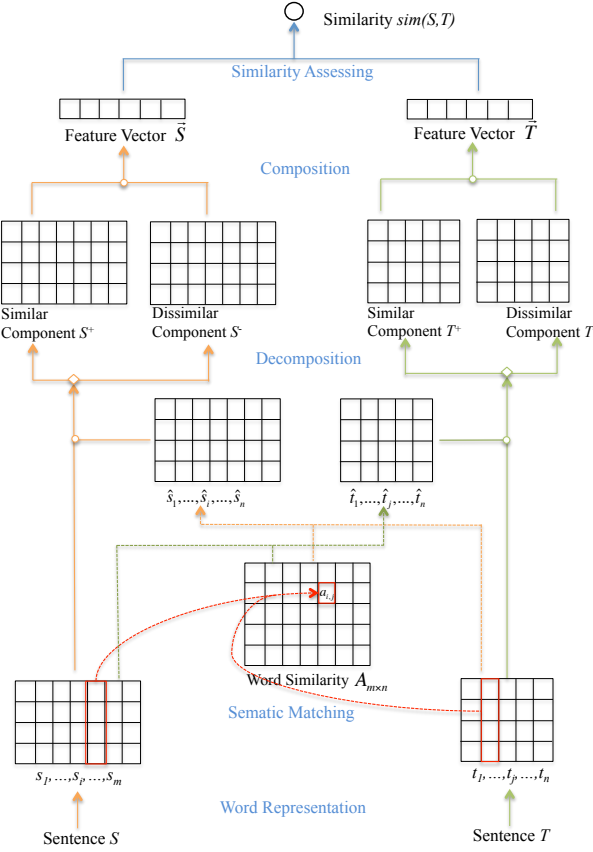 Similarity sim(S,T)
Similarity Assessing
Feature Vector S⃗
Feature Vector T⃗
Composition
Similar
Component S⁺
Dissimilar
Component S⁻
Similar
Component T⁺
Dissimilar
Component T
Decomposition
ŝ₁,...,ŝᵢ,...,ŝₙ
t̂₁,...,t̂ⱼ,...,t̂ₙ
aᵢ,ⱼ
Word Similarity Aₘₓₙ
Sematic Matching
s₁,...,sᵢ,...,sₘ
t₁,...,tⱼ,...,tₙ
Word Representation
Sentence S
Sentence T